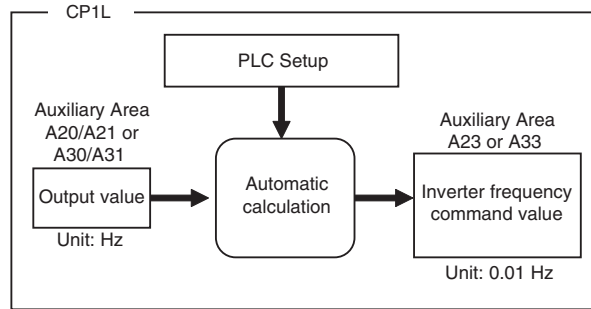 CP1L
PLC Setup
Auxiliary Area
A20/A21 or
A30/A31
Output value
Unit: Hz
Automatic
calculation
Auxiliary Area
A23 or A33
Inverter frequency
command value
Unit: 0.01 Hz